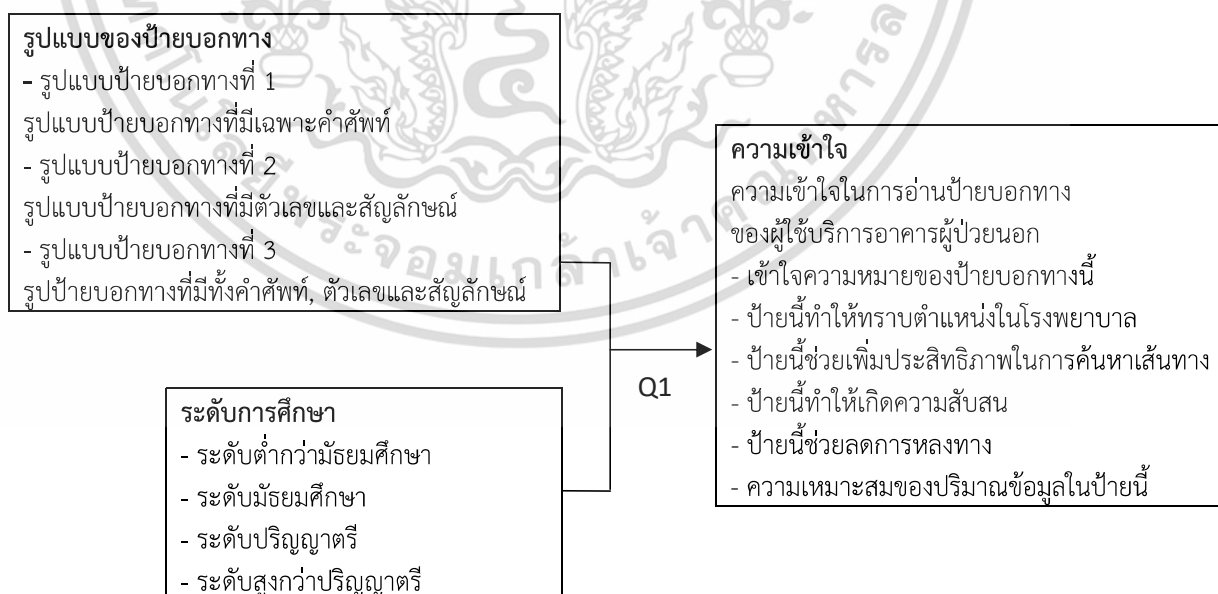 รูปแบบของป้ายบอกทาง
- รูปแบบป้ายบอกทางที่ 1
รูปแบบป้ายบอกทางที่มีเฉพาะคำศัพท์
- รูปแบบป้ายบอกทางที่ 2
รูปแบบป้ายบอกทางที่มีตัวเลขและสัญลักษณ์
- รูปแบบป้ายบอกทางที่ 3
รูปป้ายบอกทางที่มีทั้งคำศัพท์, ตัวเลขและสัญลักษณ์
ระดับการศึกษา
- ระดับต่ำกว่ามัธยมศึกษา
- ระดับมัธยมศึกษา
- ระดับปริญญาตรี
- ระดับสูงกว่าปริญญาตรี
Q1
ความเข้าใจ
ความเข้าใจในการอ่านป้ายบอกทาง
ของผู้ใช้บริการอาคารผู้ป่วยนอก
- เข้าใจความหมายของป้ายบอกทางนี้
- ป้ายนี้ทำให้ทราบตำแหน่งในโรงพยาบาล
- ป้ายนี้ช่วยเพิ่มประสิทธิภาพในการค้นหาเส้นทาง
- ป้ายนี้ทำให้เกิดความสับสน
- ป้ายนี้ช่วยลดการหลงทาง
- ความเหมาะสมของปริมาณข้อมูลในป้ายนี้